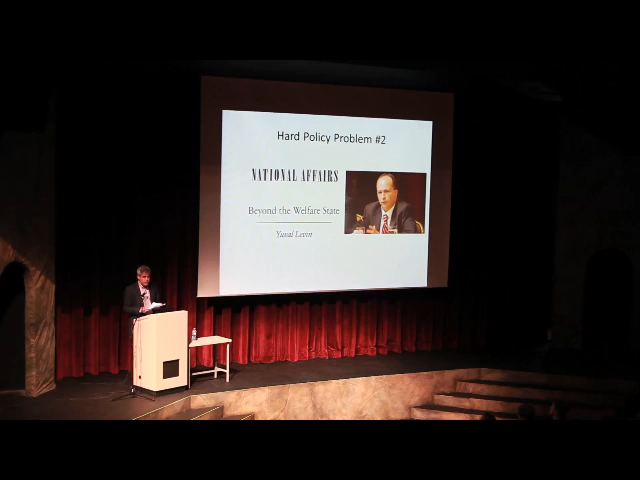 Hard Policy Problem #2
NATIONAL AFFAIRS
Beyond the Welfare State
Yuval Levin